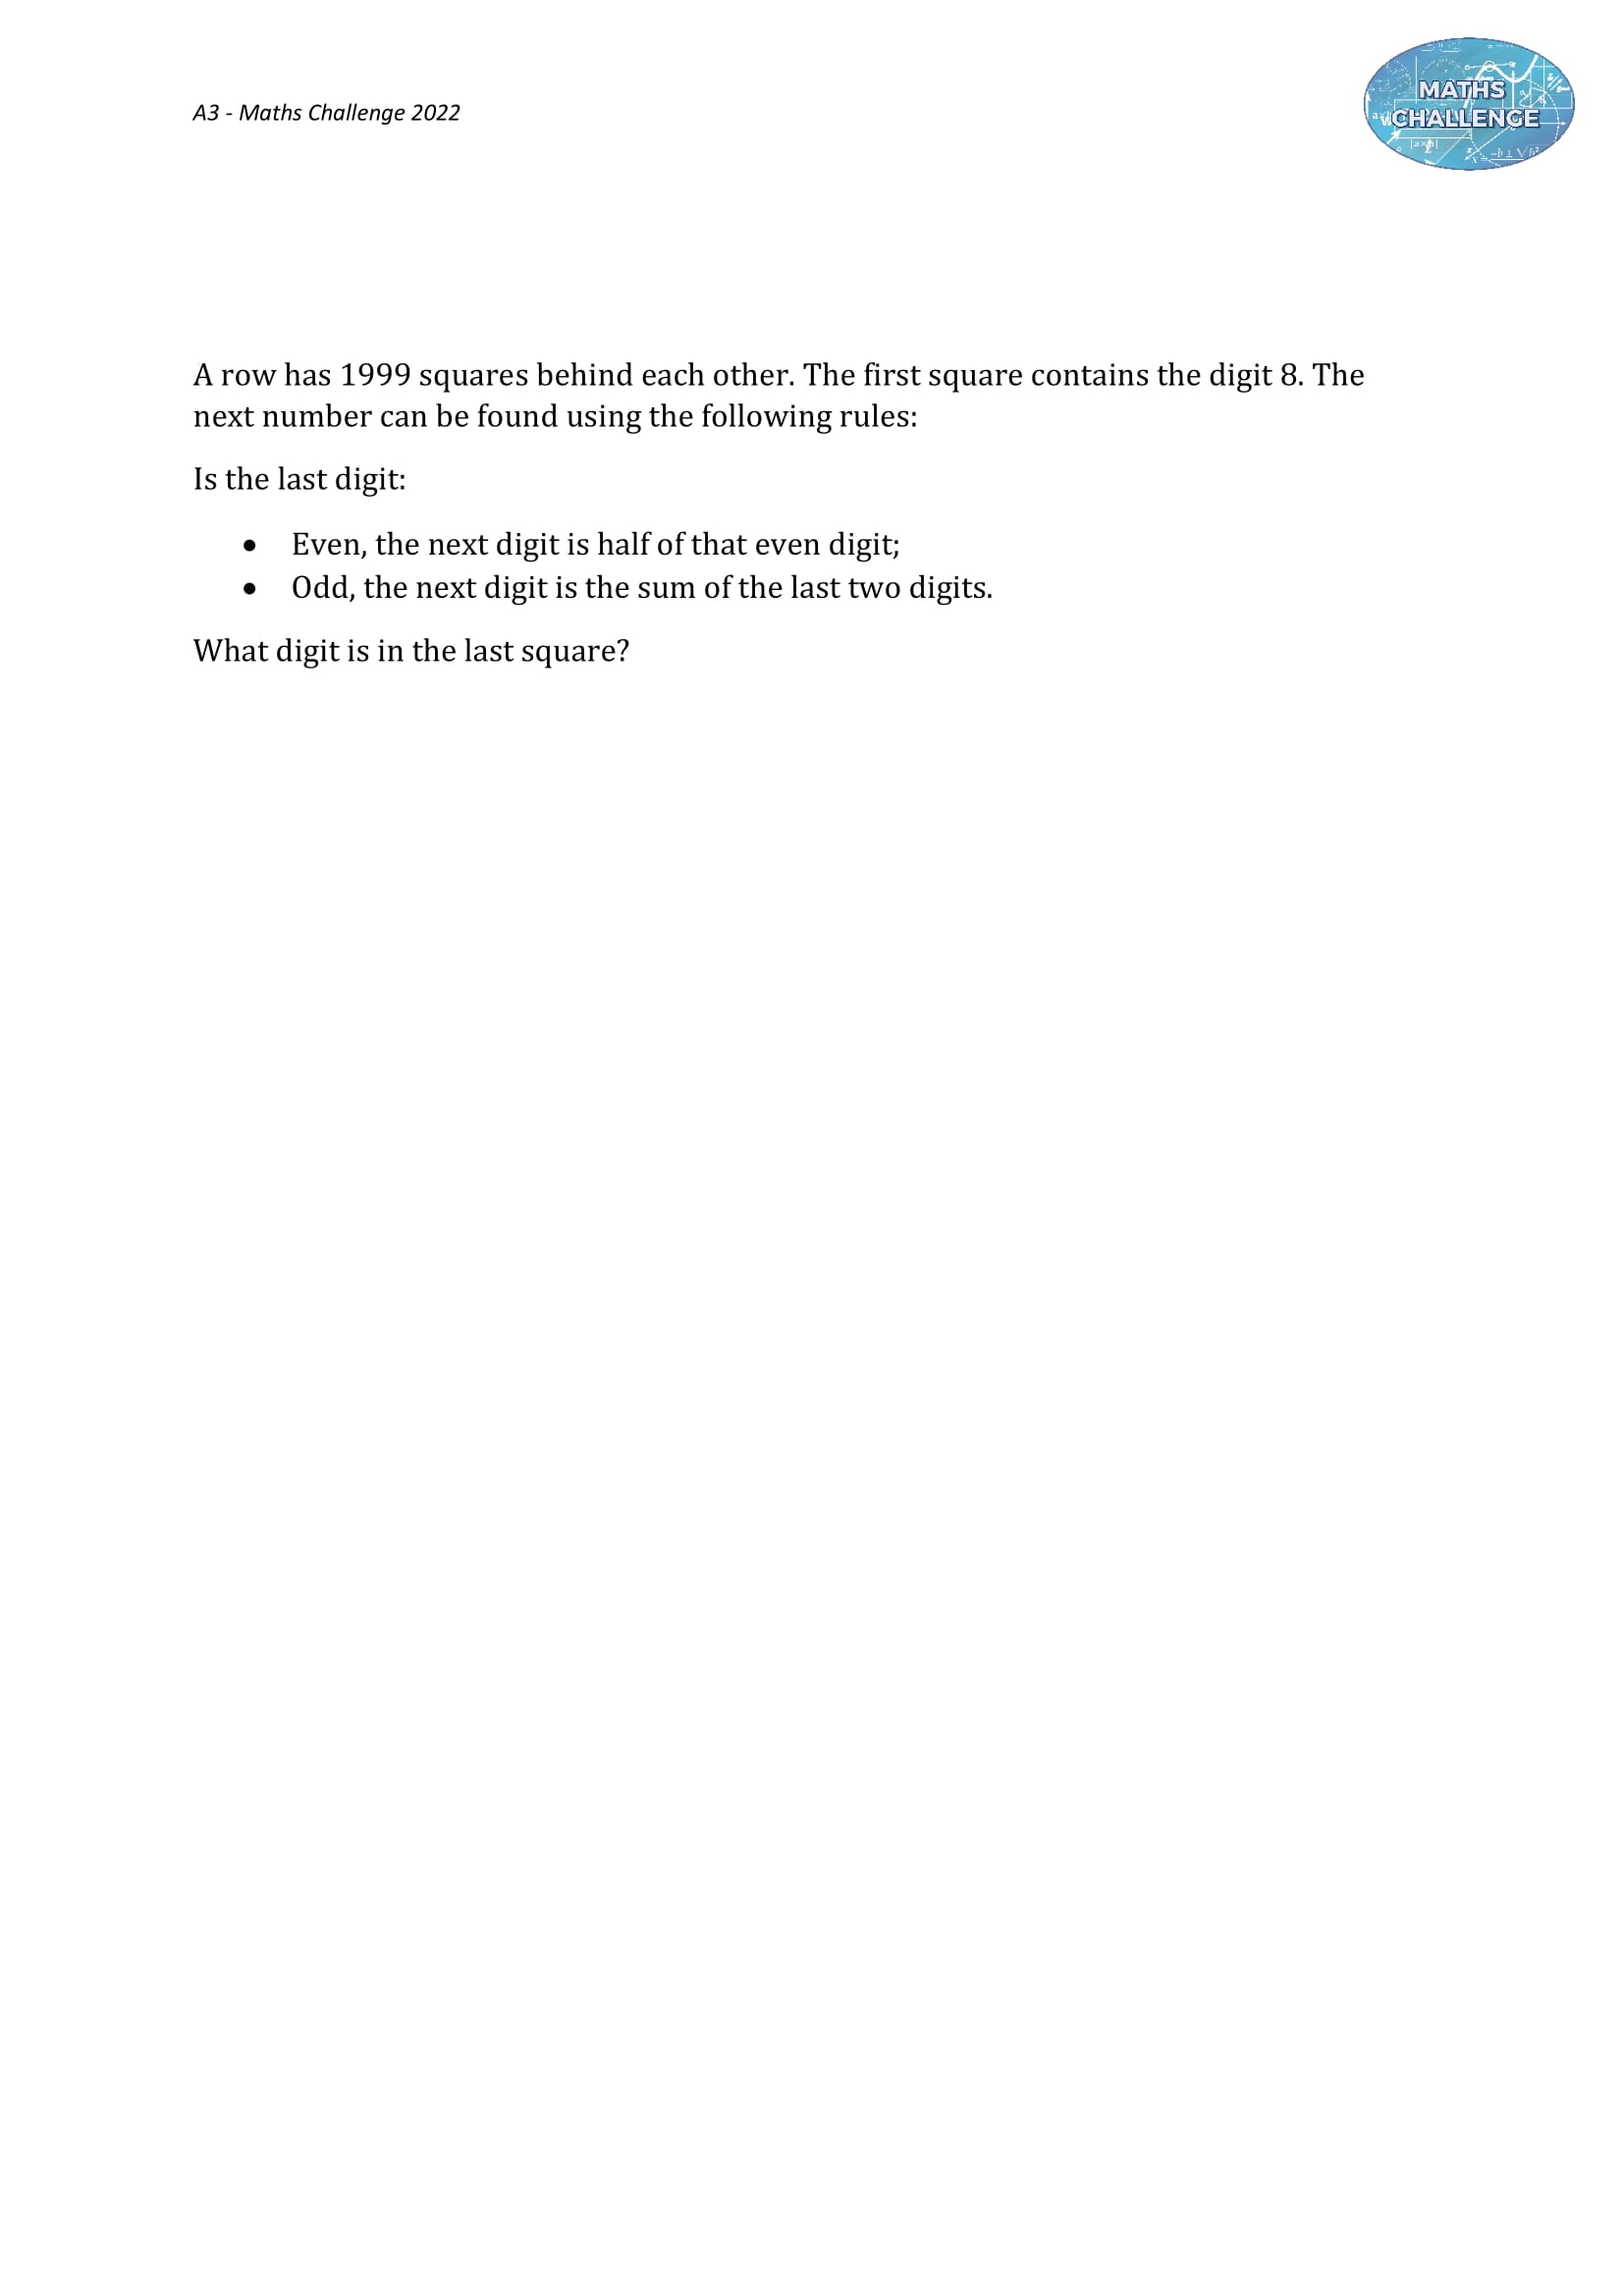 A3 - Maths Challenge 2022
MATHS
CHALLENGE
A row has 1999 squares behind each other. The first square contains the digit 8. The
next number can be found using the following rules:
Is the last digit:
• Even, the next digit is half of that even digit;
• Odd, the next digit is the sum of the last two digits.
What digit is in the last square?